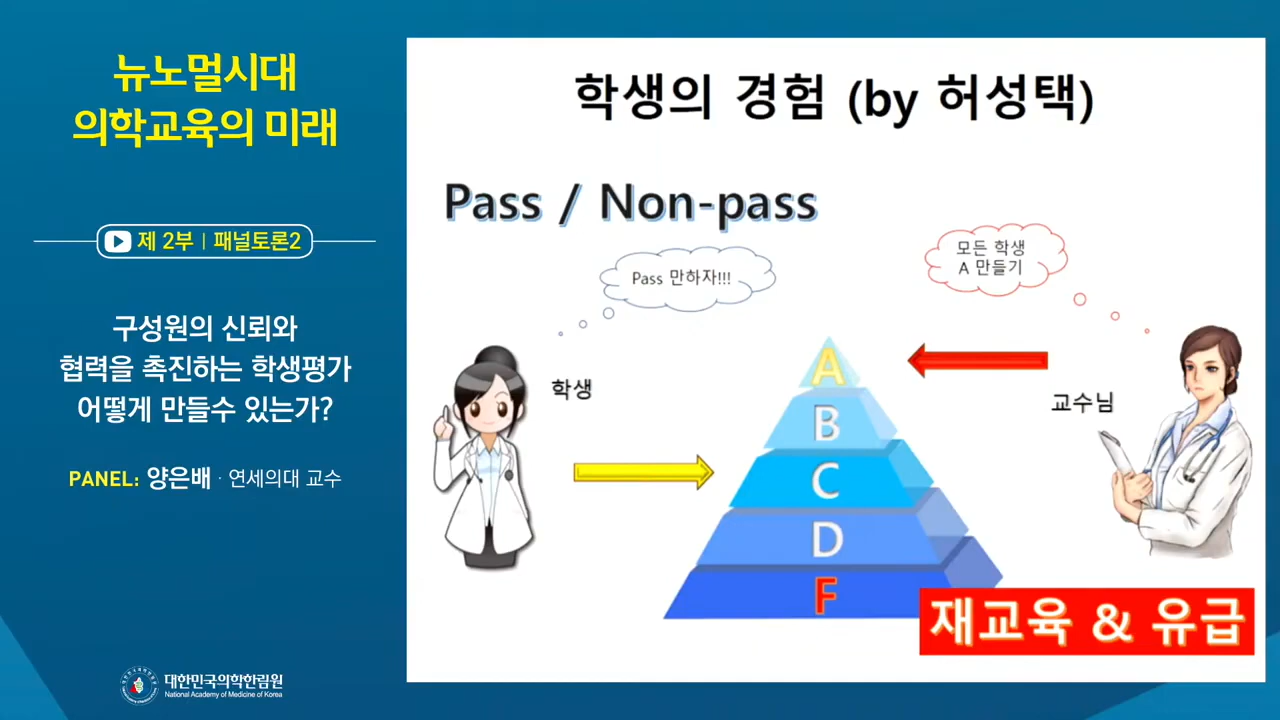 뉴노멀시대
의학교육의 미래
제 2부 | 패널토론2
구성원의 신뢰와
협력을 촉진하는 학생평가
어떻게 만들수 있는가?
PANEL: 양은배 · 연세의대 교수
대한민국의학한림원
National Academy of Medicine of Korea
학생의 경험 (by 허성택)
Pass / Non-pass
Pass 만하자!!!
모든 학생
A 만들기
학생
교수님
A
B
C
D
F
재교육 & 유급